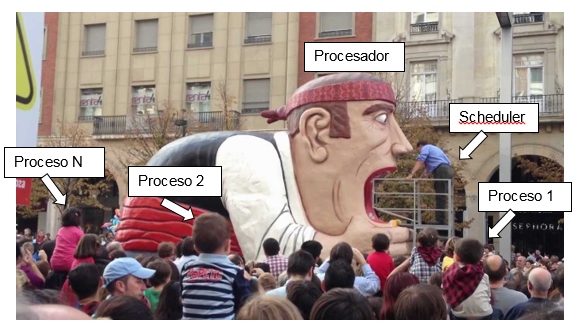 Procesador
Scheduler
Proceso N
Proceso 2
Proceso 1
SEPHORA